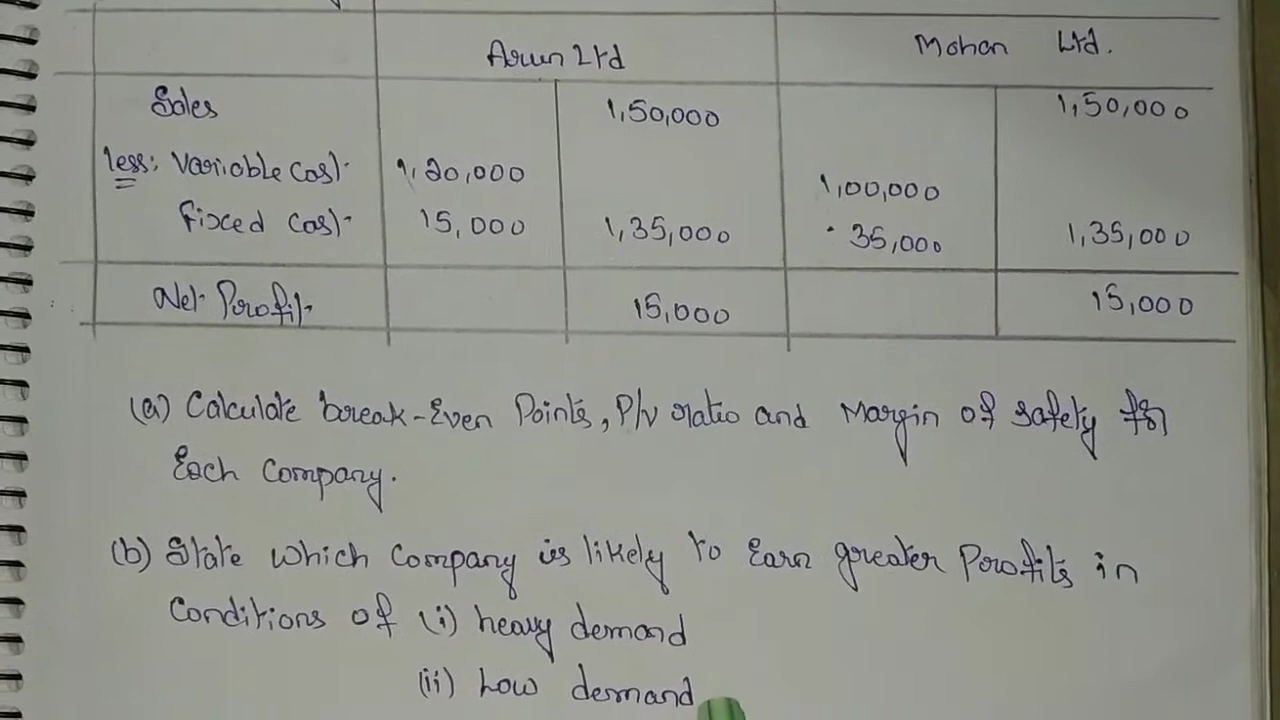 Arun Ltd Mohan Ltd.
Sales 1,50,000 1,50,000
less: Variable Cost 1,20,000 1,00,000
Fixed Cost 15,000 1,35,000 35,000 1,35,000
Net Profit 15,000 15,000
(a) Calculate break-Even Points, P/v ratio and Margin of safety for
Each Company.
(b) State which Company is likely to Earn greater Profits in
Conditions of (i) heavy demand
(ii) Low demand